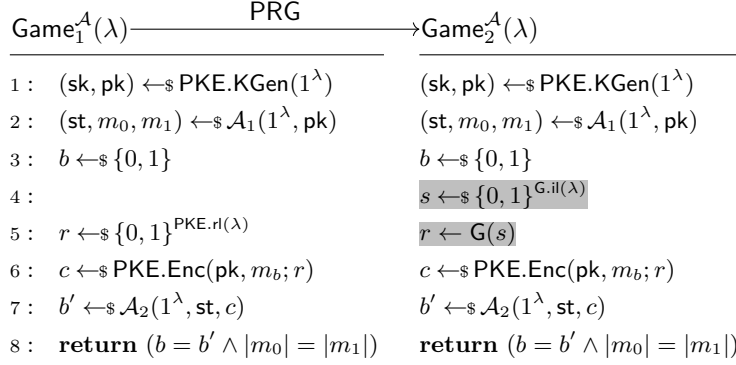 Game₁^𝒜(λ) PRG Game₂^𝒜(λ)
1 : (sk, pk) ←$ PKE.KGen(1^λ) (sk, pk) ←$ PKE.KGen(1^λ)
2 : (st, m₀, m₁) ←$ 𝒜₁(1^λ, pk) (st, m₀, m₁) ←$ 𝒜₁(1^λ, pk)
3 : b ←$ {0, 1} b ←$ {0, 1}
4 : s ←$ {0, 1}^G.il(λ)
5 : r ←$ {0, 1}^PKE.rl(λ) r ← G(s)
6 : c ←$ PKE.Enc(pk, m_b; r) c ←$ PKE.Enc(pk, m_b; r)
7 : b′ ←$ 𝒜₂(1^λ, st, c) b′ ←$ 𝒜₂(1^λ, st, c)
8 : return (b = b′ ∧ |m₀| = |m₁|) return (b = b′ ∧ |m₀| = |m₁|)